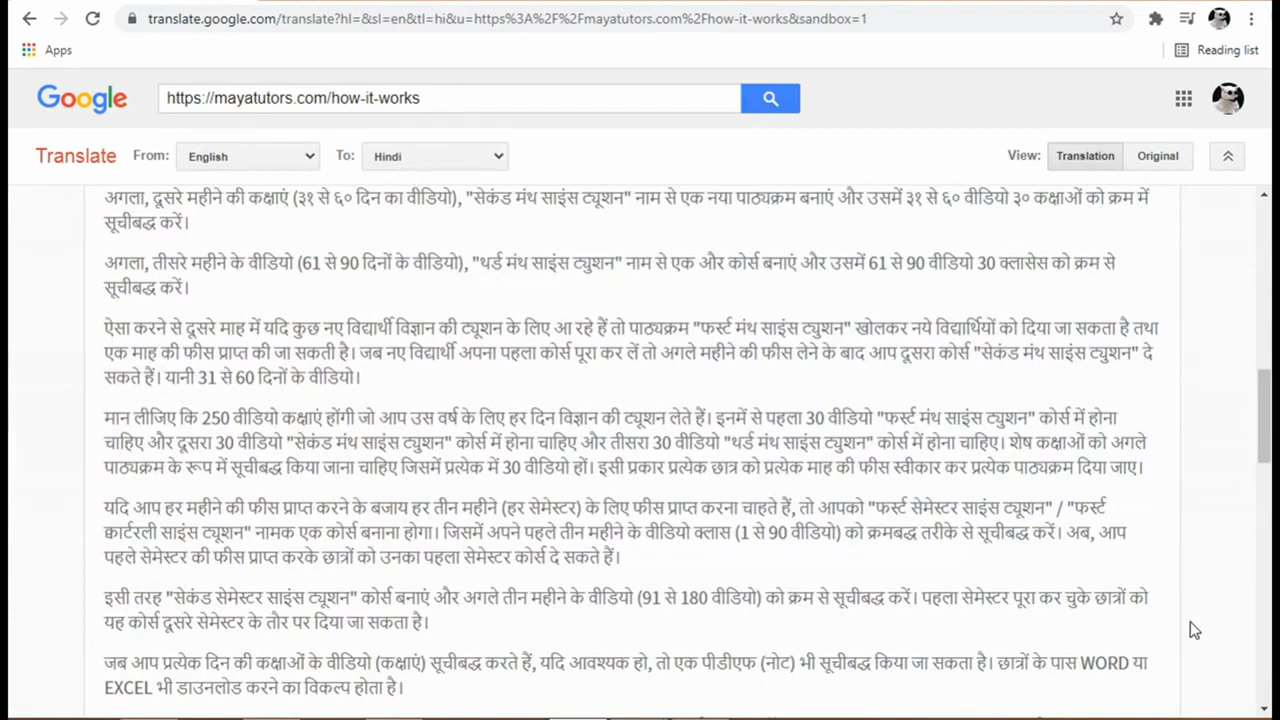 translate.google.com/translate?hl=&sl=en&tl=hi&u=https%3A%2F%2Fmayatutors.com%2Fhow-it-works&sandbox=1
Apps
Reading list
Google
https://mayatutors.com/how-it-works
Translate From: English To: Hindi View: Translation Original
अगला, दूसरे महीने की कक्षाएं (३१ से ६० दिन का वीडियो), "सेकंड मंथ साइंस ट्यूशन" नाम से एक नया पाठ्यक्रम बनाएं और उसमें ३१ से ६० वीडियो ३० कक्षाओं को क्रम में
सूचीबद्ध करें।
अगला, तीसरे महीने के वीडियो (61 से 90 दिनों के वीडियो), "थर्ड मंथ साइंस ट्युशन" नाम से एक और कोर्स बनाएं और उसमें 61 से 90 वीडियो 30 क्लासेस को क्रम से
सूचीबद्ध करें।
ऐसा करने से दूसरे माह में यदि कुछ नए विद्यार्थी विज्ञान की ट्यूशन के लिए आ रहे हैं तो पाठ्यक्रम "फर्स्ट मंथ साइंस ट्युशन" खोलकर नये विद्यार्थियों को दिया जा सकता है तथा
एक माह की फीस प्राप्त की जा सकती है। जब नए विद्यार्थी अपना पहला कोर्स पूरा कर लें तो अगले महीने की फीस लेने के बाद आप दूसरा कोर्स "सेकंड मंथ साइंस ट्युशन" दे
सकते हैं। यानी 31 से 60 दिनों के वीडियो।
मान लीजिए कि 250 वीडियो कक्षाएं होंगी जो आप उस वर्ष के लिए हर दिन विज्ञान की ट्यूशन लेते हैं। इनमें से पहला 30 वीडियो "फर्स्ट मंथ साइंस ट्युशन" कोर्स में होना
चाहिए और दूसरा 30 वीडियो "सेकंड मंथ साइंस ट्युशन" कोर्स में होना चाहिए और तीसरा 30 वीडियो "थर्ड मंथ साइंस ट्युशन" कोर्स में होना चाहिए। शेष कक्षाओं को अगले
पाठ्यक्रम के रूप में सूचीबद्ध किया जाना चाहिए जिसमें प्रत्येक में 30 वीडियो हों। इसी प्रकार प्रत्येक छात्र को प्रत्येक माह की फीस स्वीकार कर प्रत्येक पाठ्यक्रम दिया जाए।
यदि आप हर महीने की फीस प्राप्त करने के बजाय हर तीन महीने (हर सेमेस्टर) के लिए फीस प्राप्त करना चाहते हैं, तो आपको "फर्स्ट सेमेस्टर साइंस ट्यूशन" / "फर्स्ट
क़ार्टरली साइंस ट्यूशन" नामक एक कोर्स बनाना होगा। जिसमें अपने पहले तीन महीने के वीडियो क्लास (1 से 90 वीडियो) को क्रमबद्ध तरीके से सूचीबद्ध करें। अब, आप
पहले सेमेस्टर की फीस प्राप्त करके छात्रों को उनका पहला सेमेस्टर कोर्स दे सकते हैं।
इसी तरह "सेकंड सेमेस्टर साइंस ट्यूशन" कोर्स बनाएं और अगले तीन महीने के वीडियो (91 से 180 वीडियो) को क्रम से सूचीबद्ध करें। पहला सेमेस्टर पूरा कर चुके छात्रों को
यह कोर्स दूसरे सेमेस्टर के तौर पर दिया जा सकता है।
जब आप प्रत्येक दिन की कक्षाओं के वीडियो (कक्षाएं) सूचीबद्ध करते हैं, यदि आवश्यक हो, तो एक पीडीएफ (नोट) भी सूचीबद्ध किया जा सकता है। छात्रों के पास WORD या
EXCEL भी डाउनलोड करने का विकल्प होता है।